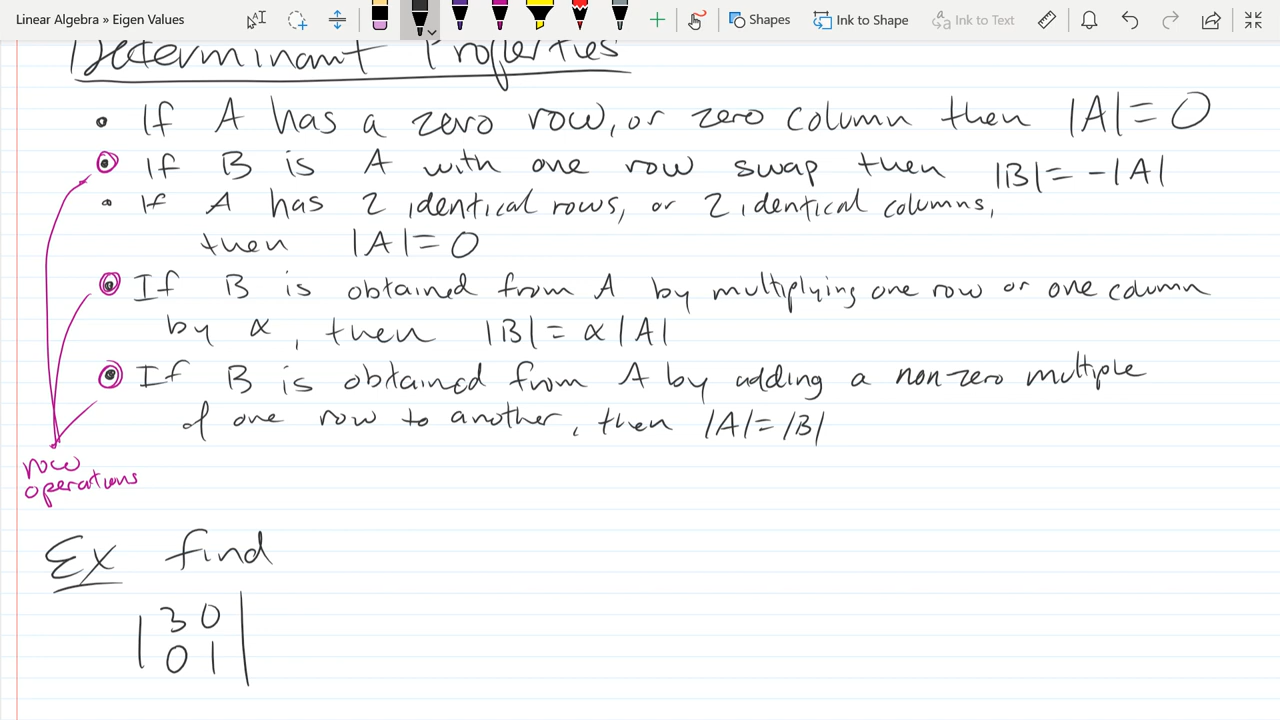 Linear Algebra » Eigen Values
Shapes
Ink to Shape
Ink to Text
Determinant Properties
• If A has a zero row, or zero column then |A| = 0
• If B is A with one row swap then |B| = -|A|
• If A has 2 identical rows, or 2 identical columns,
then |A| = 0
• If B is obtained from A by multiplying one row or one column
by α, then |B| = α|A|
• If B is obtained from A by adding a nonzero multiple
of one row to another, then |A| = |B|
row
operations
Ex find
| 3 0 |
| 0 1 |